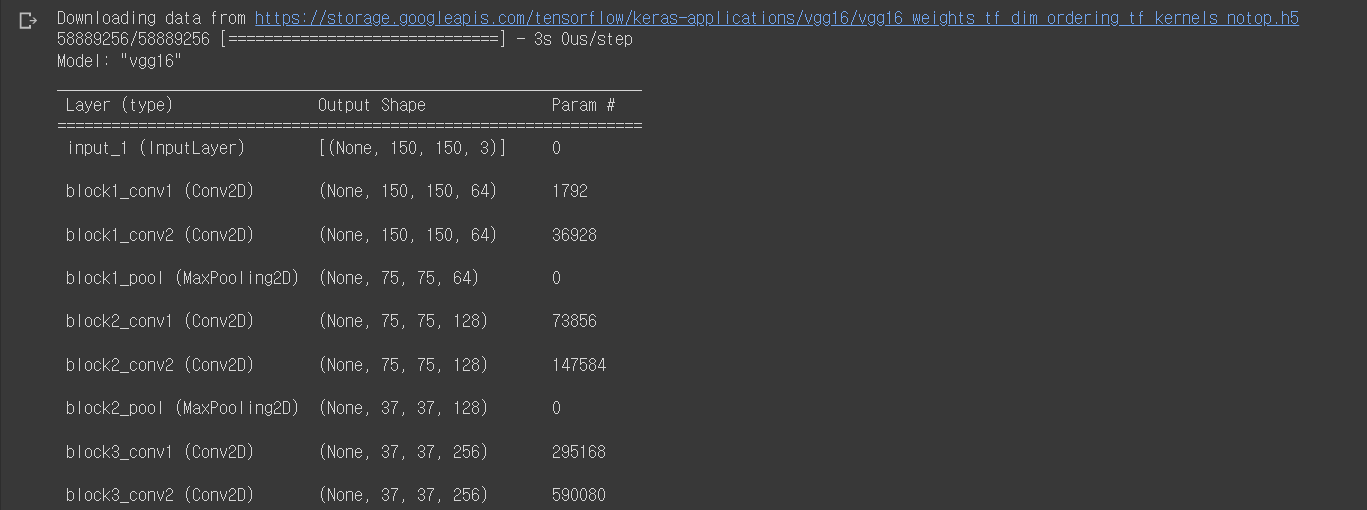 Downloading data from https://storage.googleapis.com/tensorflow/keras-applications/vgg16/vgg16_weights_tf_dim_ordering_tf_kernels_notop.h5
58889256/58889256 [==============================] - 3s 0us/step
Model: "vgg16"
_________________________________________________________________
Layer (type) Output Shape Param #
=================================================================
input_1 (InputLayer) [(None, 150, 150, 3)] 0
block1_conv1 (Conv2D) (None, 150, 150, 64) 1792
block1_conv2 (Conv2D) (None, 150, 150, 64) 36928
block1_pool (MaxPooling2D) (None, 75, 75, 64) 0
block2_conv1 (Conv2D) (None, 75, 75, 128) 73856
block2_conv2 (Conv2D) (None, 75, 75, 128) 147584
block2_pool (MaxPooling2D) (None, 37, 37, 128) 0
block3_conv1 (Conv2D) (None, 37, 37, 256) 295168
block3_conv2 (Conv2D) (None, 37, 37, 256) 590080